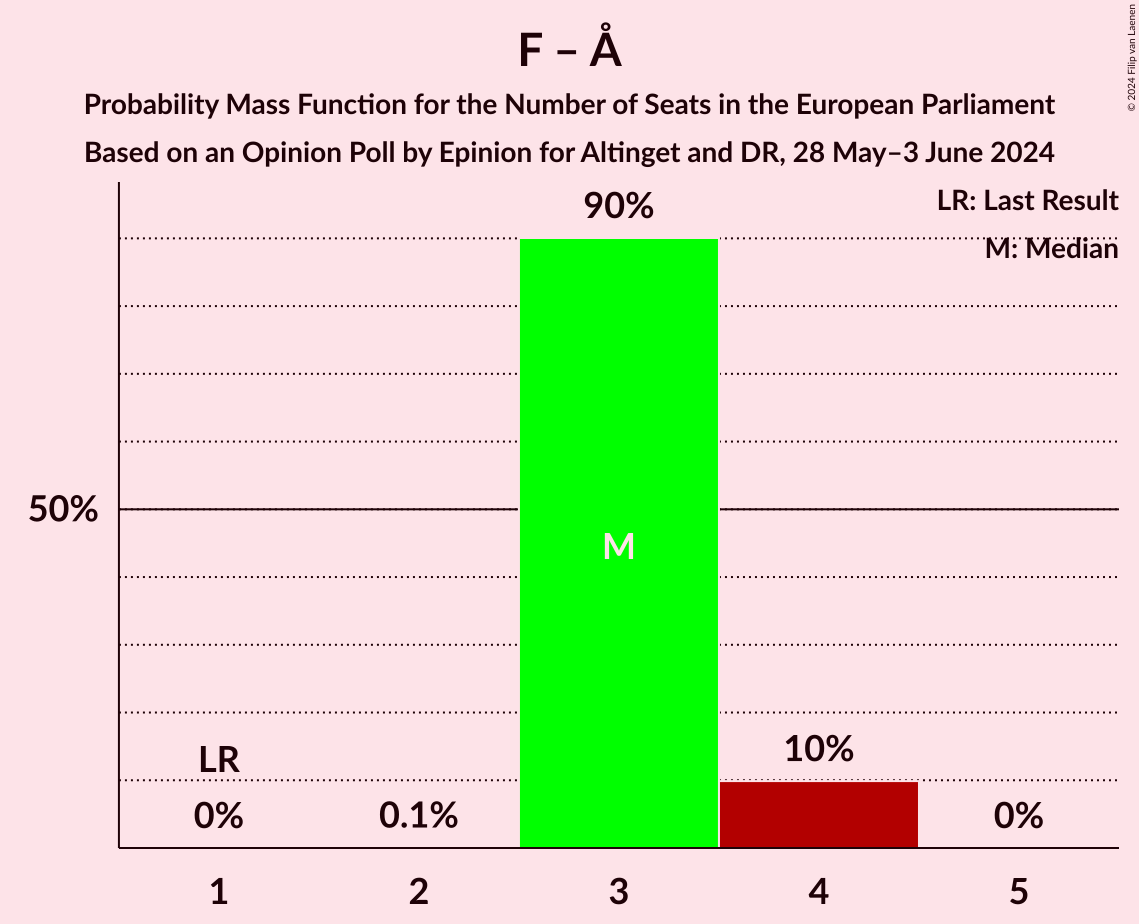 F – Å
Probability Mass Function for the Number of Seats in the European Parliament
Based on an Opinion Poll by Epinion for Altinget and DR, 28 May–3 June 2024
© 2024 Filip van Laenen
LR: Last Result
M: Median
90%
50%
M
LR
10%
0%
0.1%
0%
1 2 3 4 5